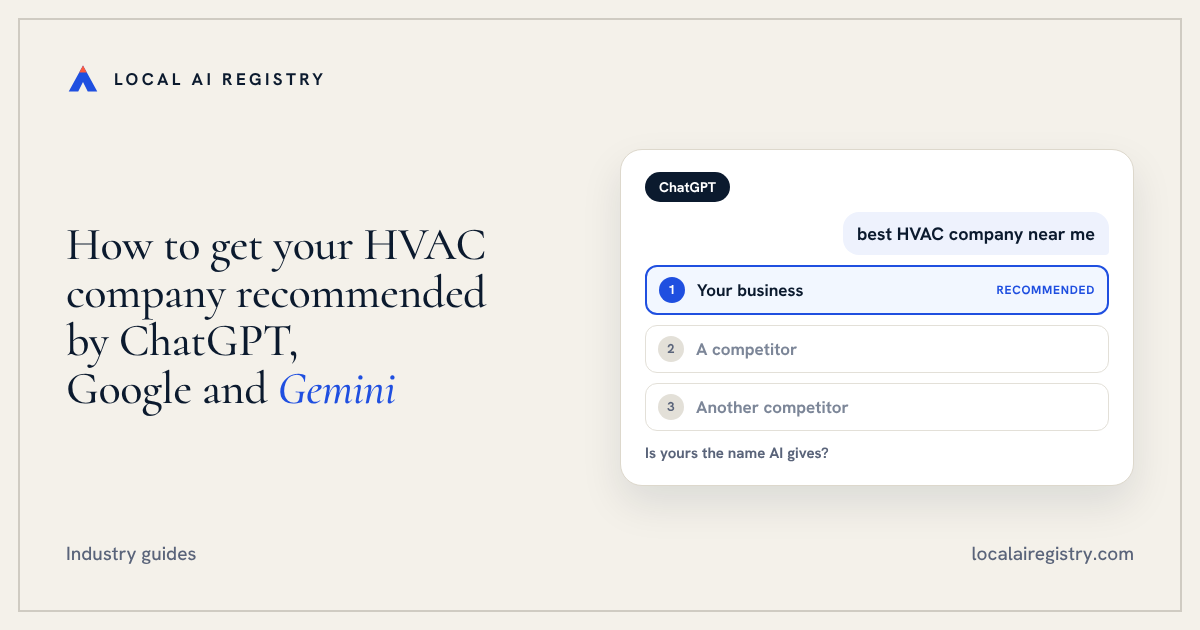 LOCAL AI REGISTRY
How to get your HVAC
company recommended
by ChatGPT,
Google and Gemini
ChatGPT
best HVAC company near me
1 Your business RECOMMENDED
2 A competitor
3 Another competitor
Is yours the name AI gives?
Industry guides
localairegistry.com